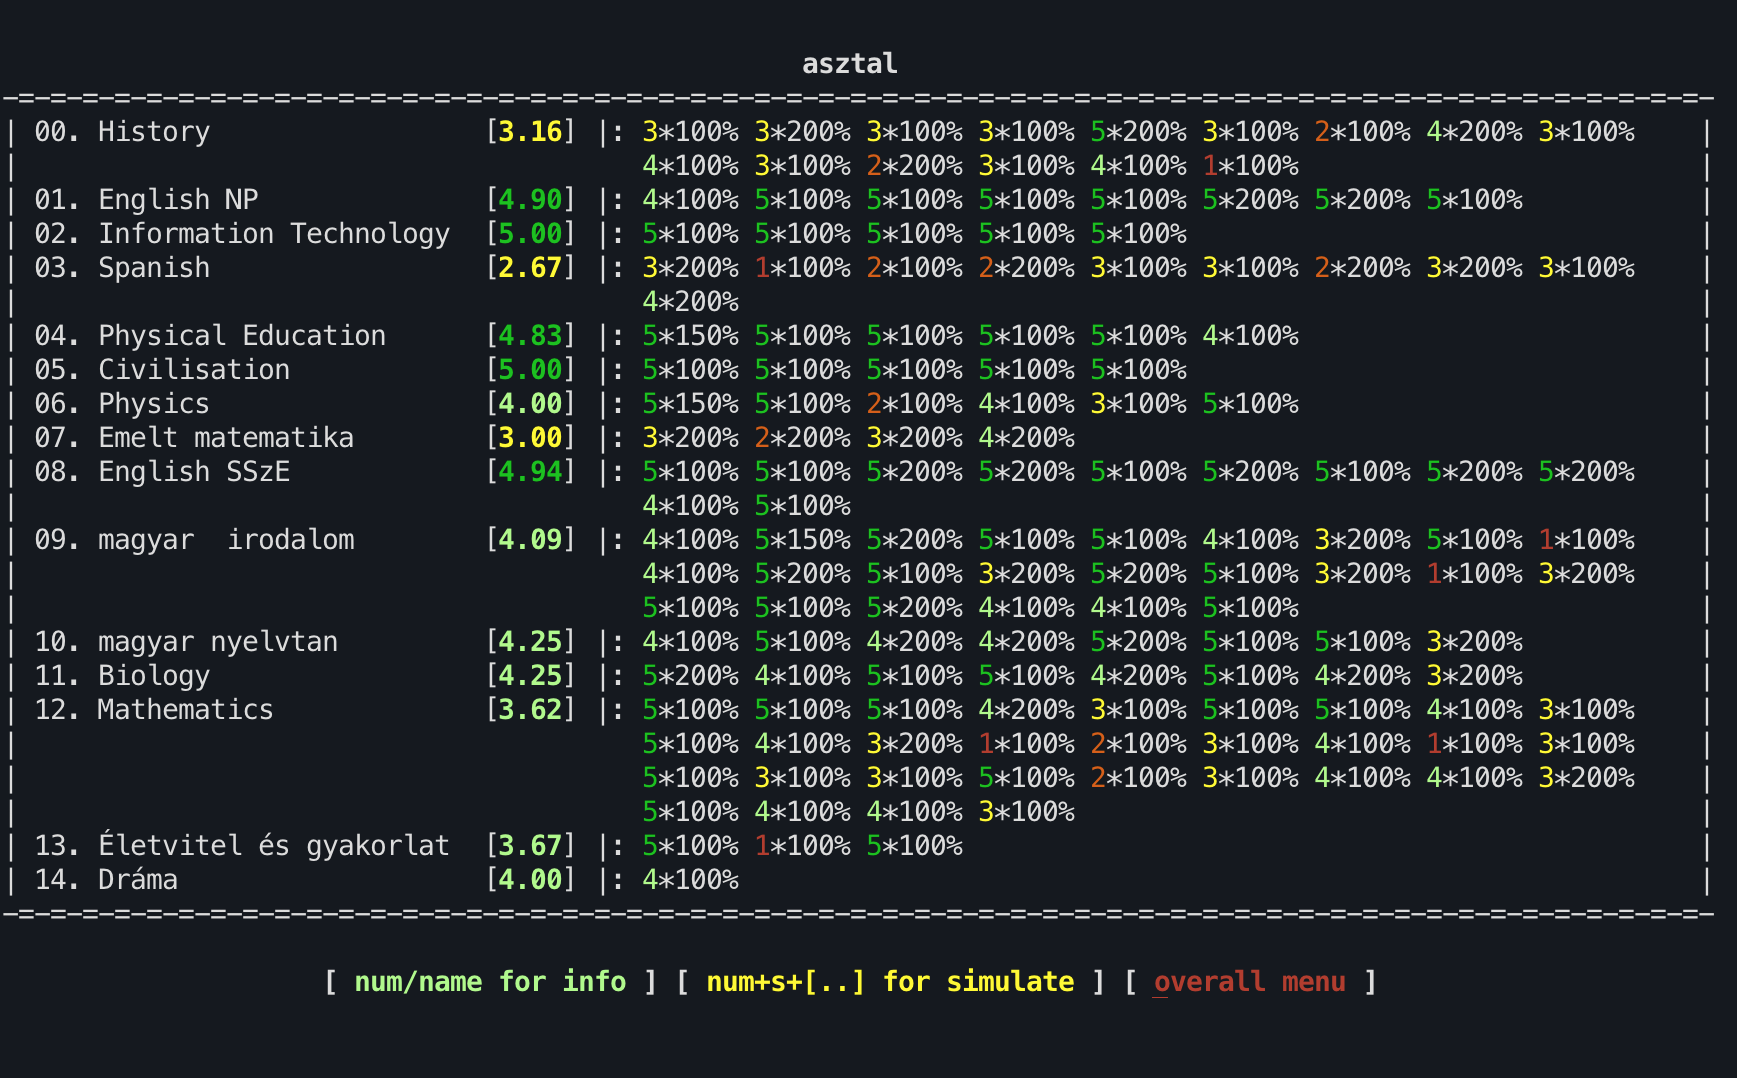 asztal
-=-=-=-=-=-=-=-=-=-=-=-=-=-=-=-=-=-=-=-=-=-=-=-=-=-=-=-=-=-=-=-=-=-=-=-=-=-=-=-=-=-=-=-=-=-=-=-=-=-=-=-=-=-
| 00. History [3.16] |: 3*100% 3*200% 3*100% 3*100% 5*200% 3*100% 2*100% 4*200% 3*100% |
| 4*100% 3*100% 2*200% 3*100% 4*100% 1*100% |
| 01. English NP [4.90] |: 4*100% 5*100% 5*100% 5*100% 5*100% 5*200% 5*200% 5*100% |
| 02. Information Technology [5.00] |: 5*100% 5*100% 5*100% 5*100% 5*100% |
| 03. Spanish [2.67] |: 3*200% 1*100% 2*100% 2*200% 3*100% 3*100% 2*200% 3*200% 3*100% |
| 4*200% |
| 04. Physical Education [4.83] |: 5*150% 5*100% 5*100% 5*100% 5*100% 4*100% |
| 05. Civilisation [5.00] |: 5*100% 5*100% 5*100% 5*100% 5*100% |
| 06. Physics [4.00] |: 5*150% 5*100% 2*100% 4*100% 3*100% 5*100% |
| 07. Emelt matematika [3.00] |: 3*200% 2*200% 3*200% 4*200% |
| 08. English SSzE [4.94] |: 5*100% 5*100% 5*200% 5*200% 5*100% 5*200% 5*100% 5*200% 5*200% |
| 4*100% 5*100% |
| 09. magyar  irodalom [4.09] |: 4*100% 5*150% 5*200% 5*100% 5*100% 4*100% 3*200% 5*100% 1*100% |
| 4*100% 5*200% 5*100% 3*200% 5*200% 5*100% 3*200% 1*100% 3*200% |
| 5*100% 5*100% 5*200% 4*100% 4*100% 5*100% |
| 10. magyar nyelvtan [4.25] |: 4*100% 5*100% 4*200% 4*200% 5*200% 5*100% 5*100% 3*200% |
| 11. Biology [4.25] |: 5*200% 4*100% 5*100% 5*100% 4*200% 5*100% 4*200% 3*200% |
| 12. Mathematics [3.62] |: 5*100% 5*100% 5*100% 4*200% 3*100% 5*100% 5*100% 4*100% 3*100% |
| 5*100% 4*100% 3*200% 1*100% 2*100% 3*100% 4*100% 1*100% 3*100% |
| 5*100% 3*100% 3*100% 5*100% 2*100% 3*100% 4*100% 4*100% 3*200% |
| 5*100% 4*100% 4*100% 3*100% |
| 13. Életvitel és gyakorlat [3.67] |: 5*100% 1*100% 5*100% |
| 14. Dráma [4.00] |: 4*100% |
-=-=-=-=-=-=-=-=-=-=-=-=-=-=-=-=-=-=-=-=-=-=-=-=-=-=-=-=-=-=-=-=-=-=-=-=-=-=-=-=-=-=-=-=-=-=-=-=-=-=-=-=-=-
[ num/name for info ] [ num+s+[..] for simulate ] [ overall menu ]